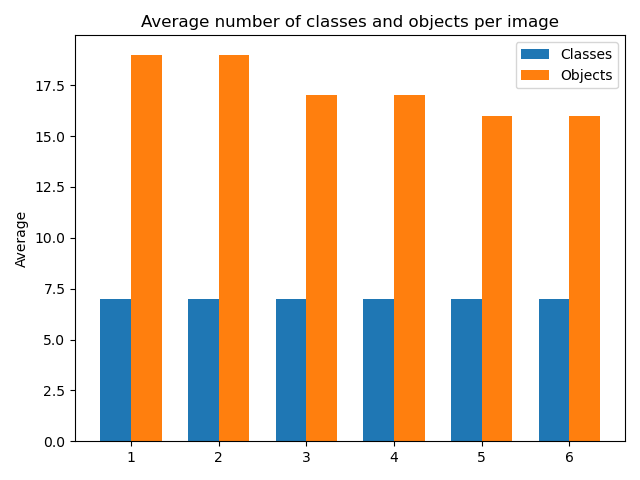 Average number of classes and objects per image
Classes
Objects
17.5
15.0
12.5
10.0
7.5
5.0
2.5
0.0
Average
1 2 3 4 5 6